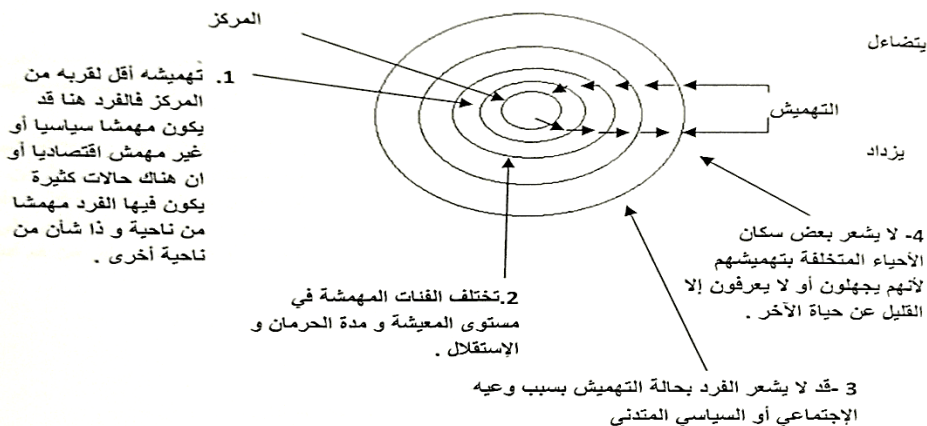 المركز
يتضاءل
التهميش
يزداد
1. تهميشه أقل لقربه من
المركز فالفرد هنا قد
يكون مهمشا سياسيا أو
غير مهمش اقتصاديا أو
ان هناك حالات كثيرة
يكون فيها الفرد مهمشا
من ناحية و ذا شأن من
ناحية أخرى .
2.تختلف الفئات المهمشة في
مستوى المعيشة و مدة الحرمان و
الإستقلال .
3 -قد لا يشعر الفرد بحالة التهميش بسبب وعيه
الإجتماعي أو السياسي المتدني
4- لا يشعر بعض سكان
الأحياء المتخلفة بتهميشهم
لأنهم يجهلون أو لا يعرفون إلا
القليل عن حياة الآخر .